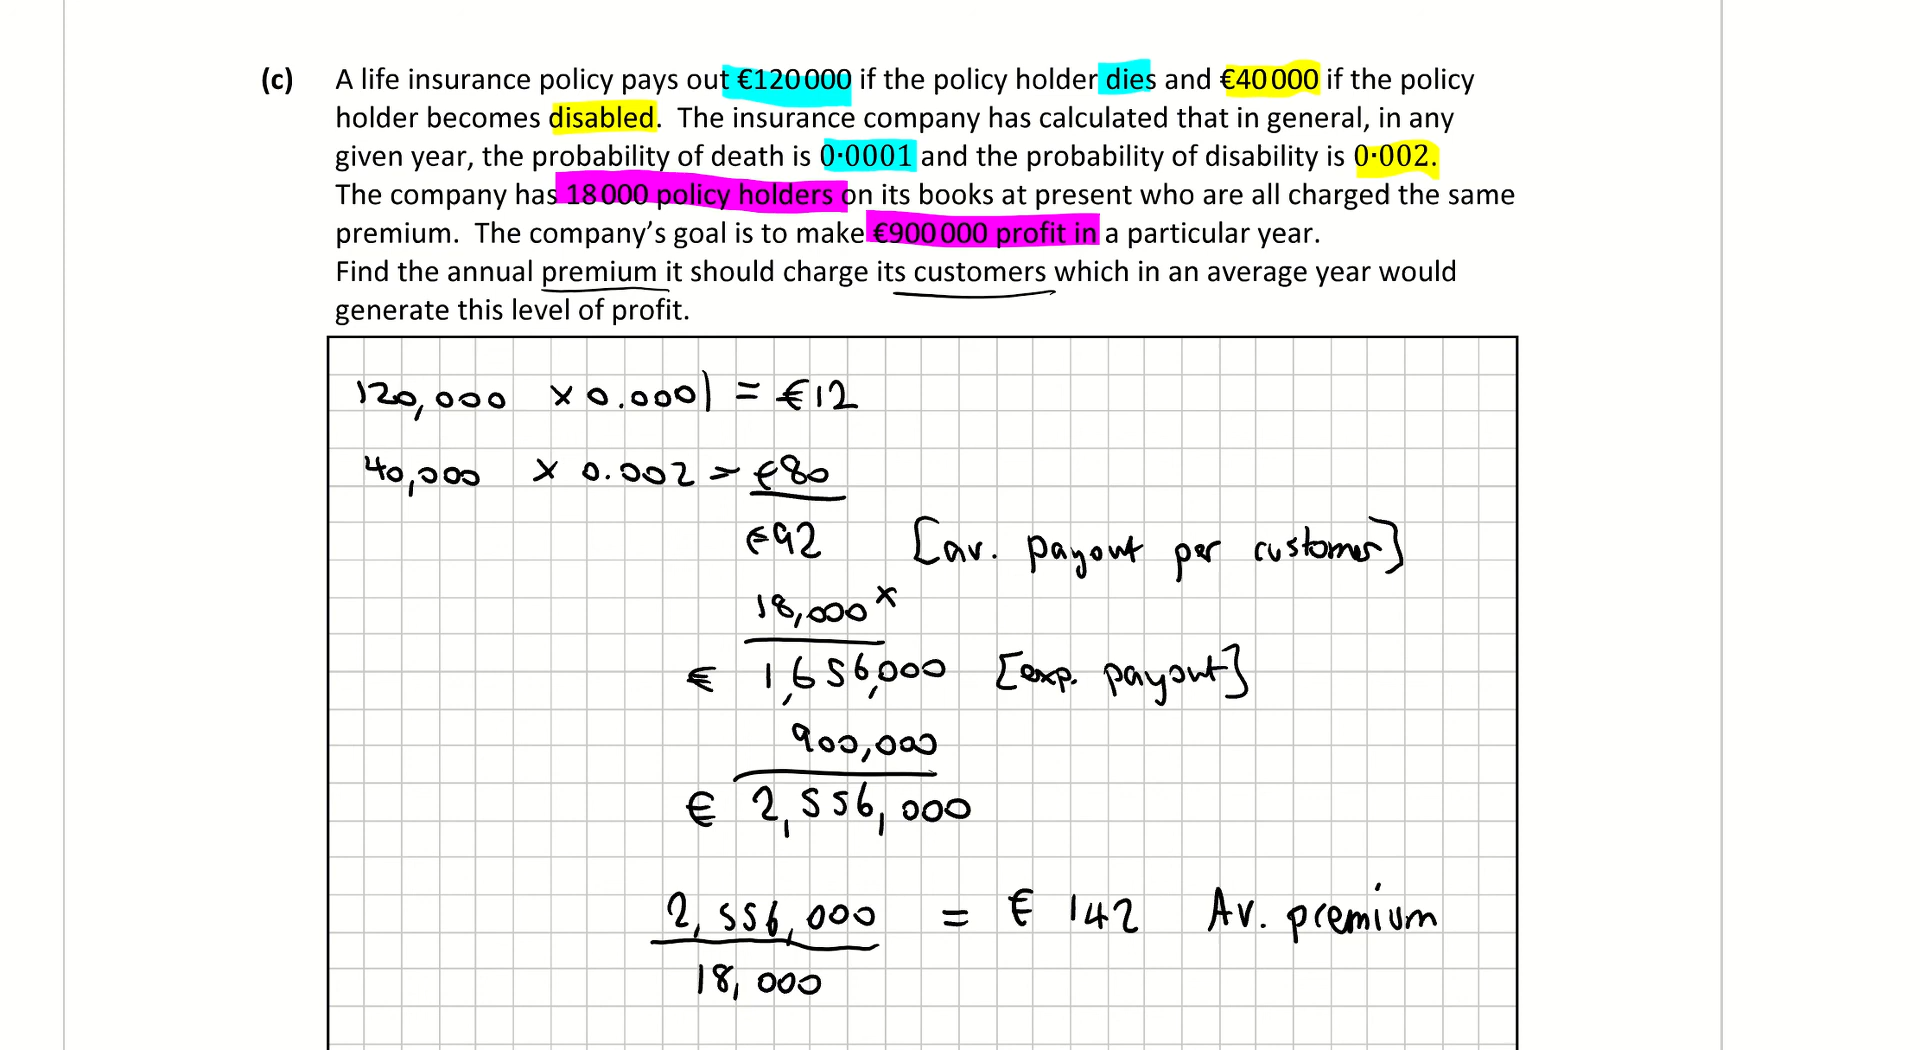 (c) A life insurance policy pays out €120 000 if the policy holder dies and €40 000 if the policy
holder becomes disabled. The insurance company has calculated that in general, in any
given year, the probability of death is 0·0001 and the probability of disability is 0·002.
The company has 18 000 policy holders on its books at present who are all charged the same
premium. The company's goal is to make €900 000 profit in a particular year.
Find the annual premium it should charge its customers which in an average year would
generate this level of profit.
120,000 × 0.0001 = €12
40,000 × 0.002 = €80
€92 [av. payout per customer]
18,000 ×
€ 1,656,000 [exp. payout]
900,000
€ 2,556,000
2,556,000 = € 142 Av. premium
18,000